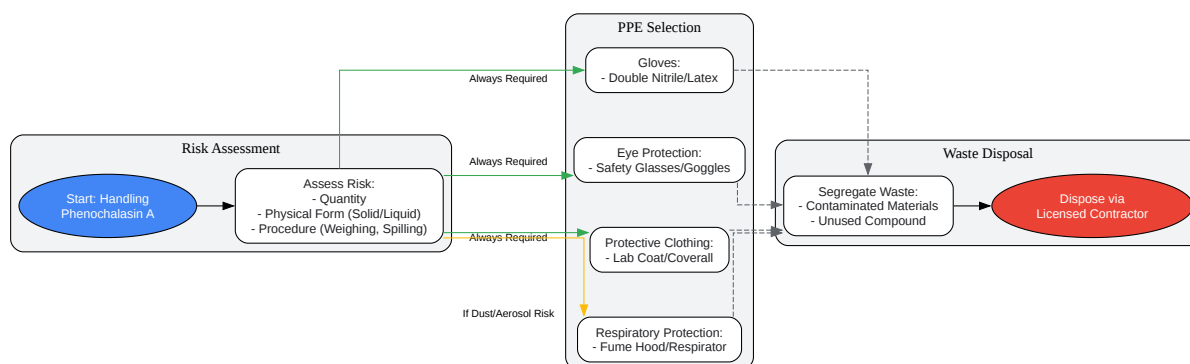 PPE Selection
Gloves:
- Double Nitrile/Latex
Always Required
Risk Assessment
Start: Handling
Phenochalasin A
Assess Risk:
- Quantity
- Physical Form (Solid/Liquid)
- Procedure (Weighing, Spilling)
Always Required
Eye Protection:
- Safety Glasses/Goggles
Always Required
Protective Clothing:
- Lab Coat/Coverall
If Dust/Aerosol Risk
Respiratory Protection:
- Fume Hood/Respirator
Waste Disposal
Segregate Waste:
- Contaminated Materials
- Unused Compound
Dispose via
Licensed Contractor